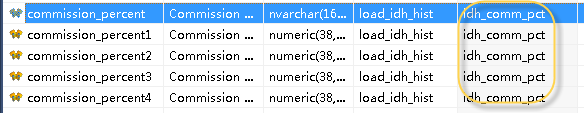 commission_percent Commission ... nvarchar(16... load_idh_hist idh_comm_pct
commission_percent1 Commission ... numeric(38,... load_idh_hist idh_comm_pct
commission_percent2 Commission ... numeric(38,... load_idh_hist idh_comm_pct
commission_percent3 Commission ... numeric(38,... load_idh_hist idh_comm_pct
commission_percent4 Commission ... numeric(38,... load_idh_hist idh_comm_pct